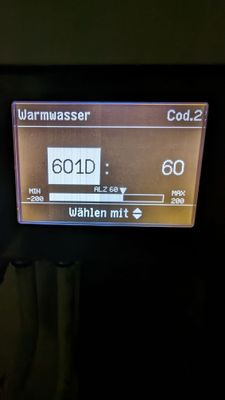 Warmwasser Cod.2
601D : 60
MIN ALZ 60 MAX
-200 200
Wählen mit